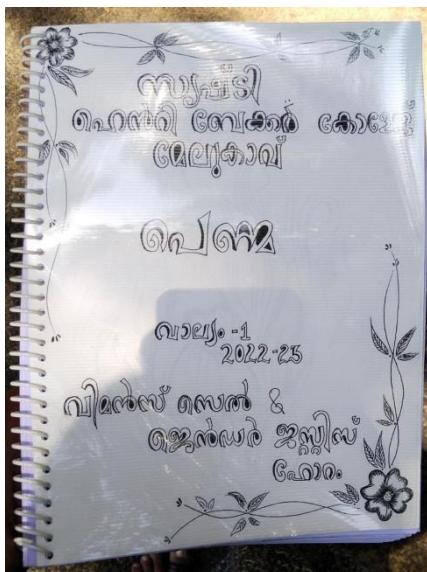 സൃഷ്ടി
ഹെൻറി ബേക്കർ കോളേജ്
മേലുകാവ്
പെണ്മ
വാല്യം -1
2022-23
വിമൻസ് സെൽ &
ജെൻഡർ ജസ്റ്റിസ്
ഫോറം